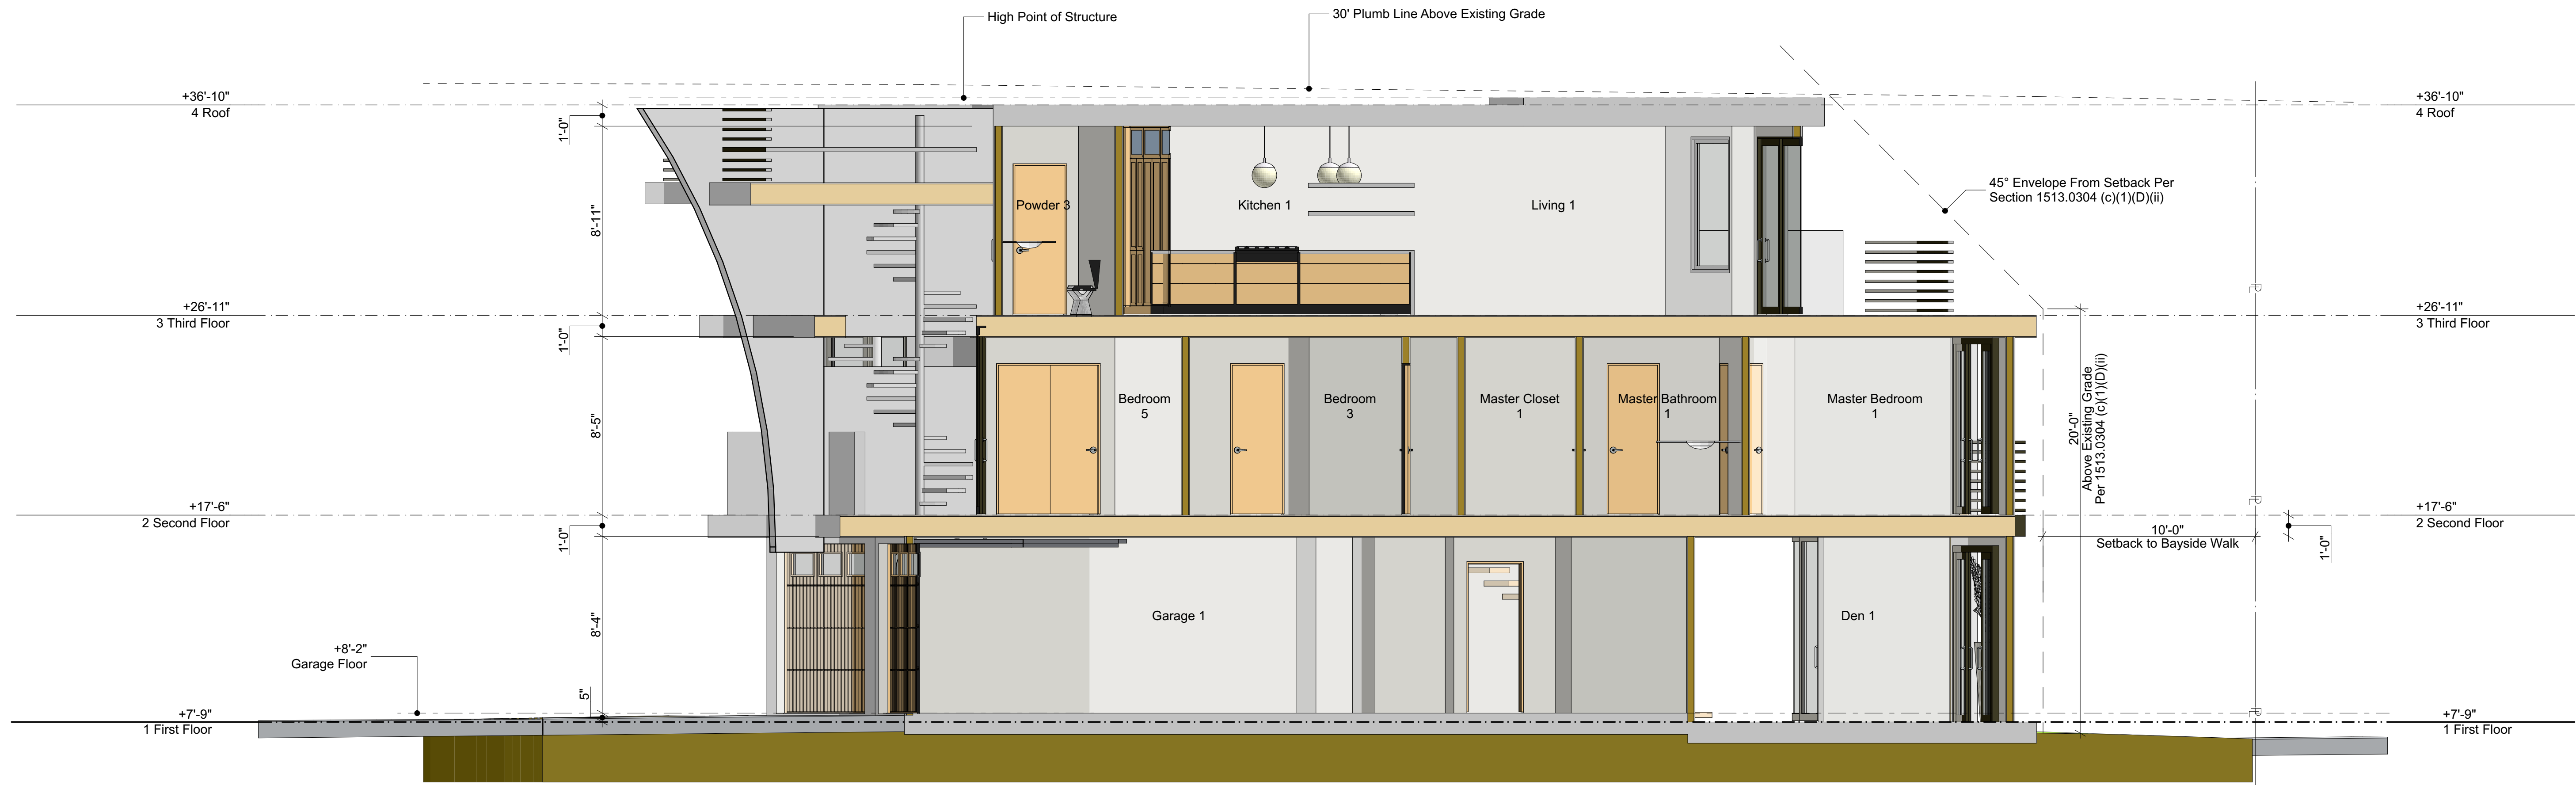 High Point of Structure
30' Plumb Line Above Existing Grade
+36'-10"
4 Roof
+36'-10"
4 Roof
1'-0"
45° Envelope From Setback Per
Section 1513.0304 (c)(1)(D)(ii)
8'-11"
Powder 3
Kitchen 1
Living 1
PL
+26'-11"
3 Third Floor
+26'-11"
3 Third Floor
1'-0"
8'-5"
Bedroom
5
Bedroom
3
Master Closet
1
Master Bathroom
1
Master Bedroom
1
20'-0"
Above Existing Grade
Per 1513.0304 (c)(1)(D)(ii)
PL
+17'-6"
2 Second Floor
+17'-6"
2 Second Floor
1'-0"
10'-0"
Setback to Bayside Walk
1'-0"
8'-4"
Garage 1
Den 1
+8'-2"
Garage Floor
5"
PL
+7'-9"
1 First Floor
+7'-9"
1 First Floor